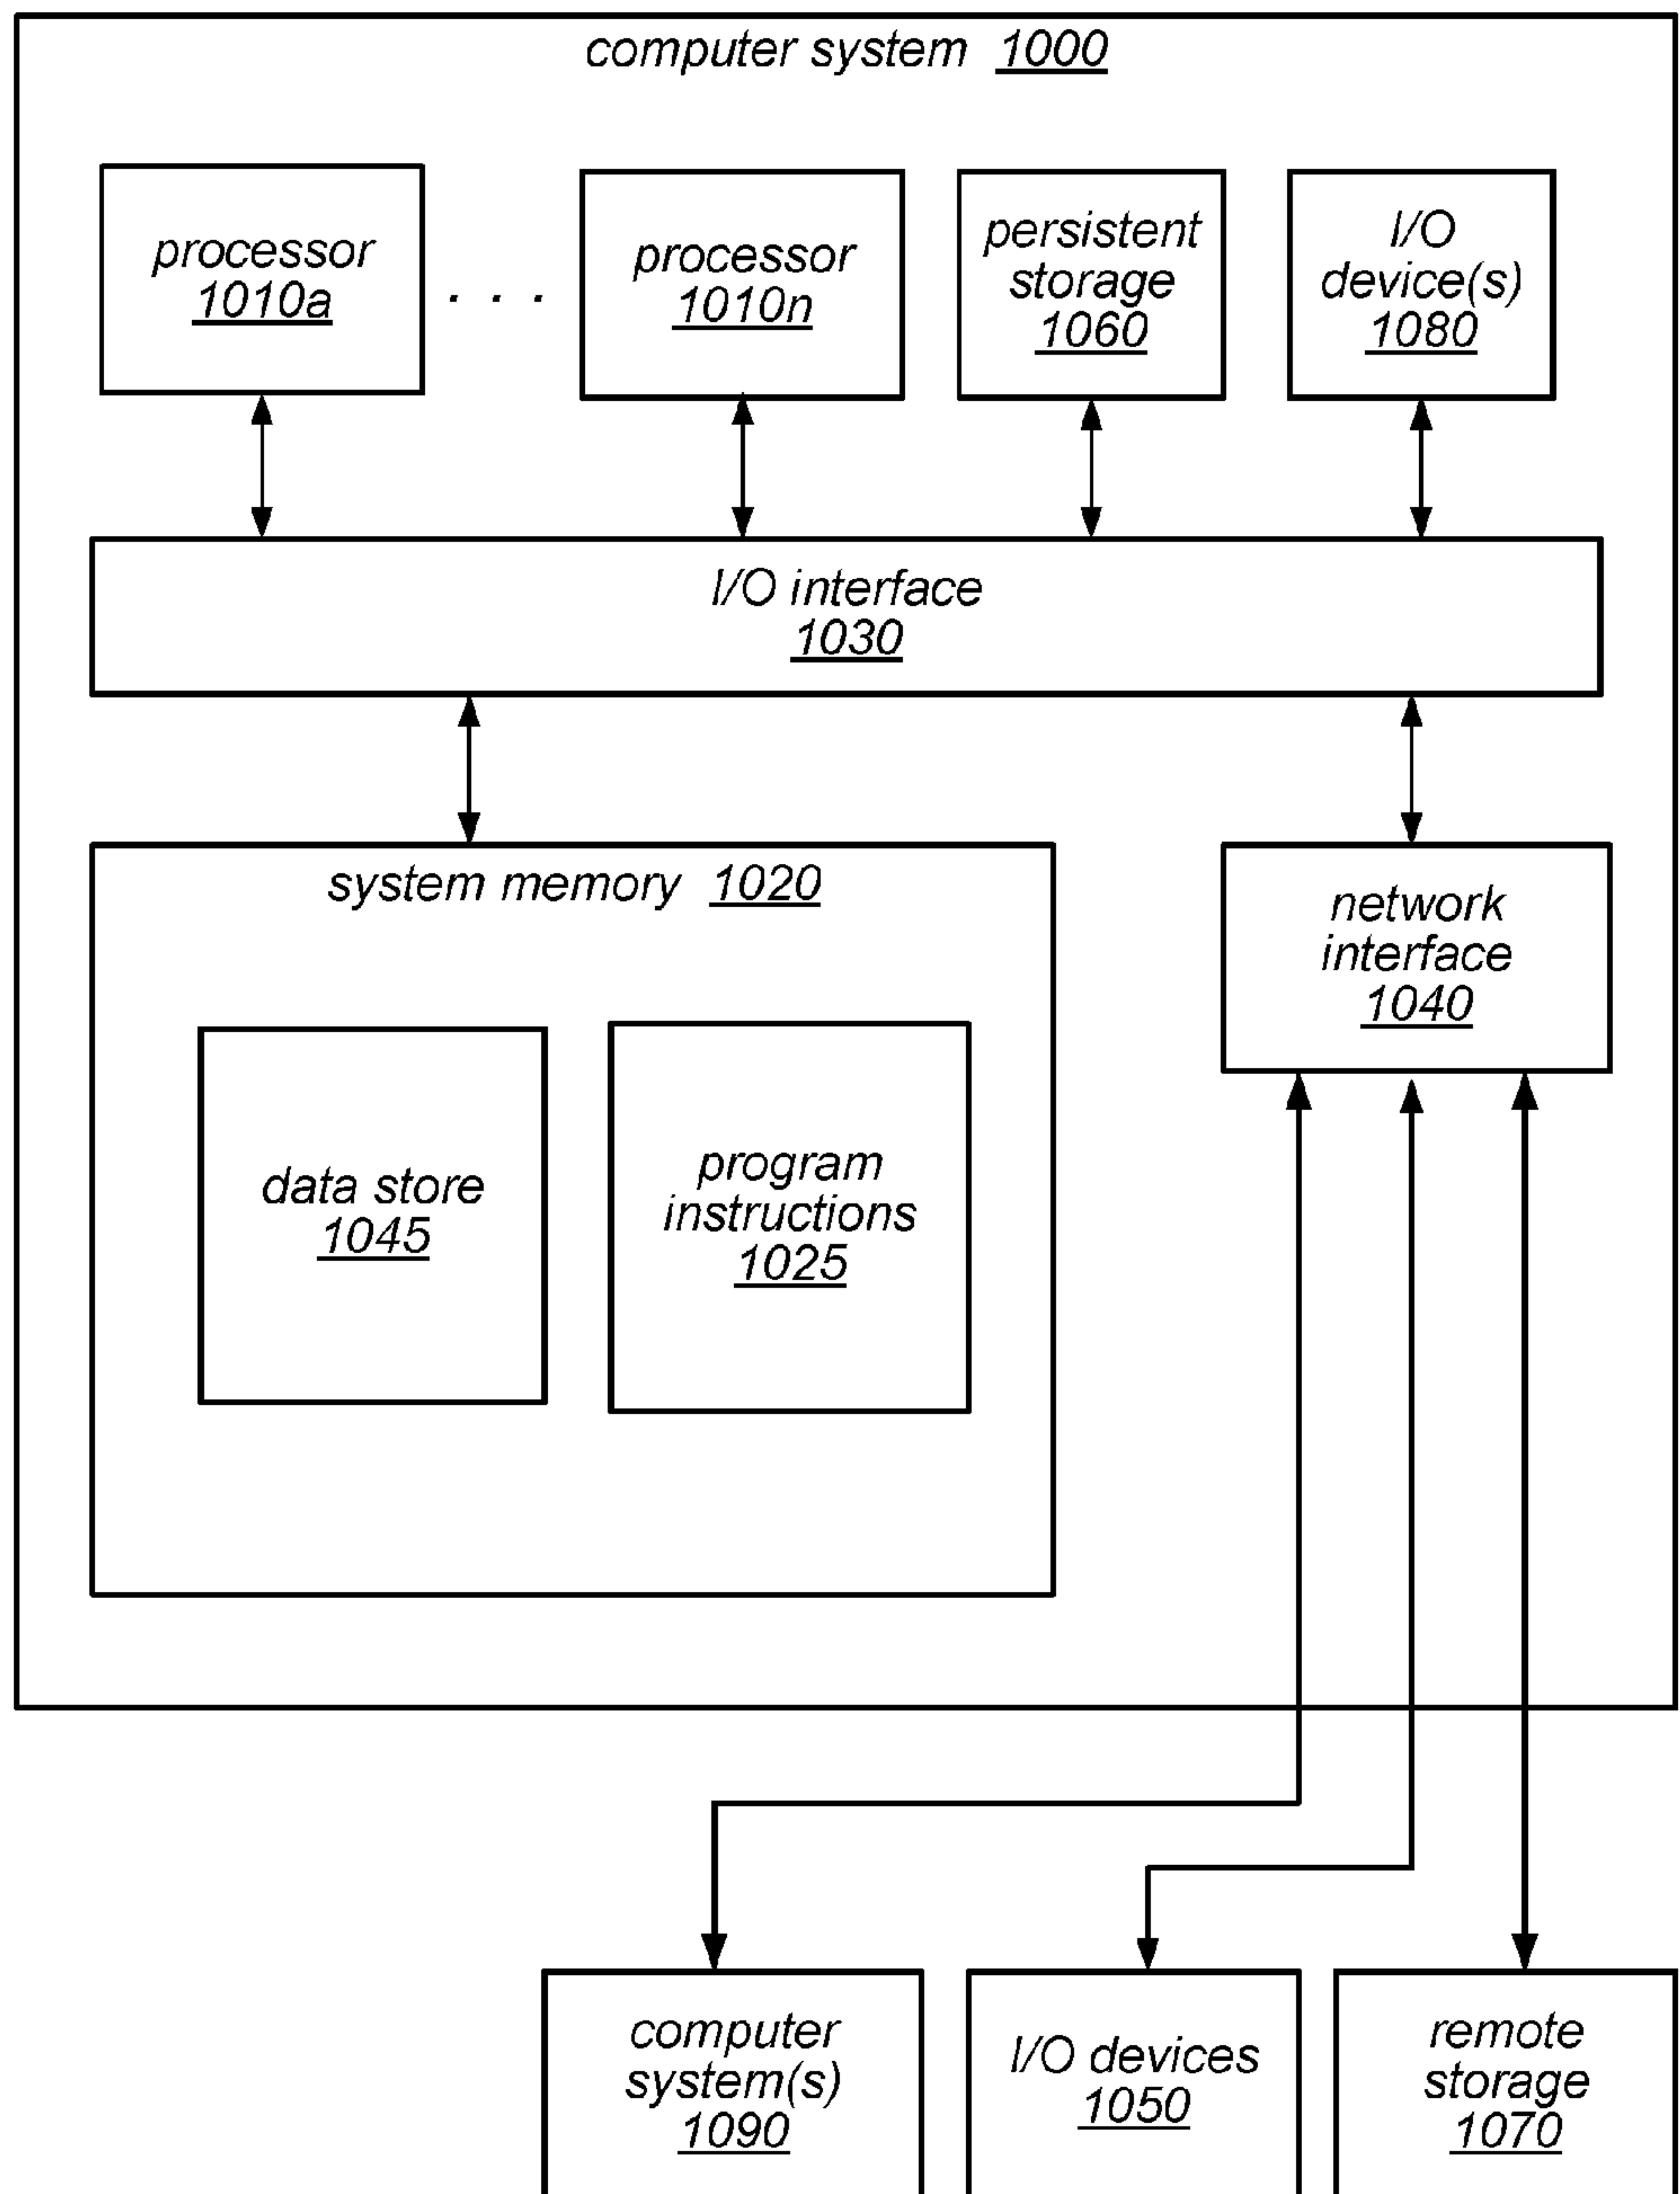 computer system 1000
processor
1010a
. . .
processor
1010n
persistent
storage
1060
I/O
device(s)
1080
I/O interface
1030
system memory 1020
network
interface
1040
data store
1045
program
instructions
1025
computer
system(s)
1090
I/O devices
1050
remote
storage
1070